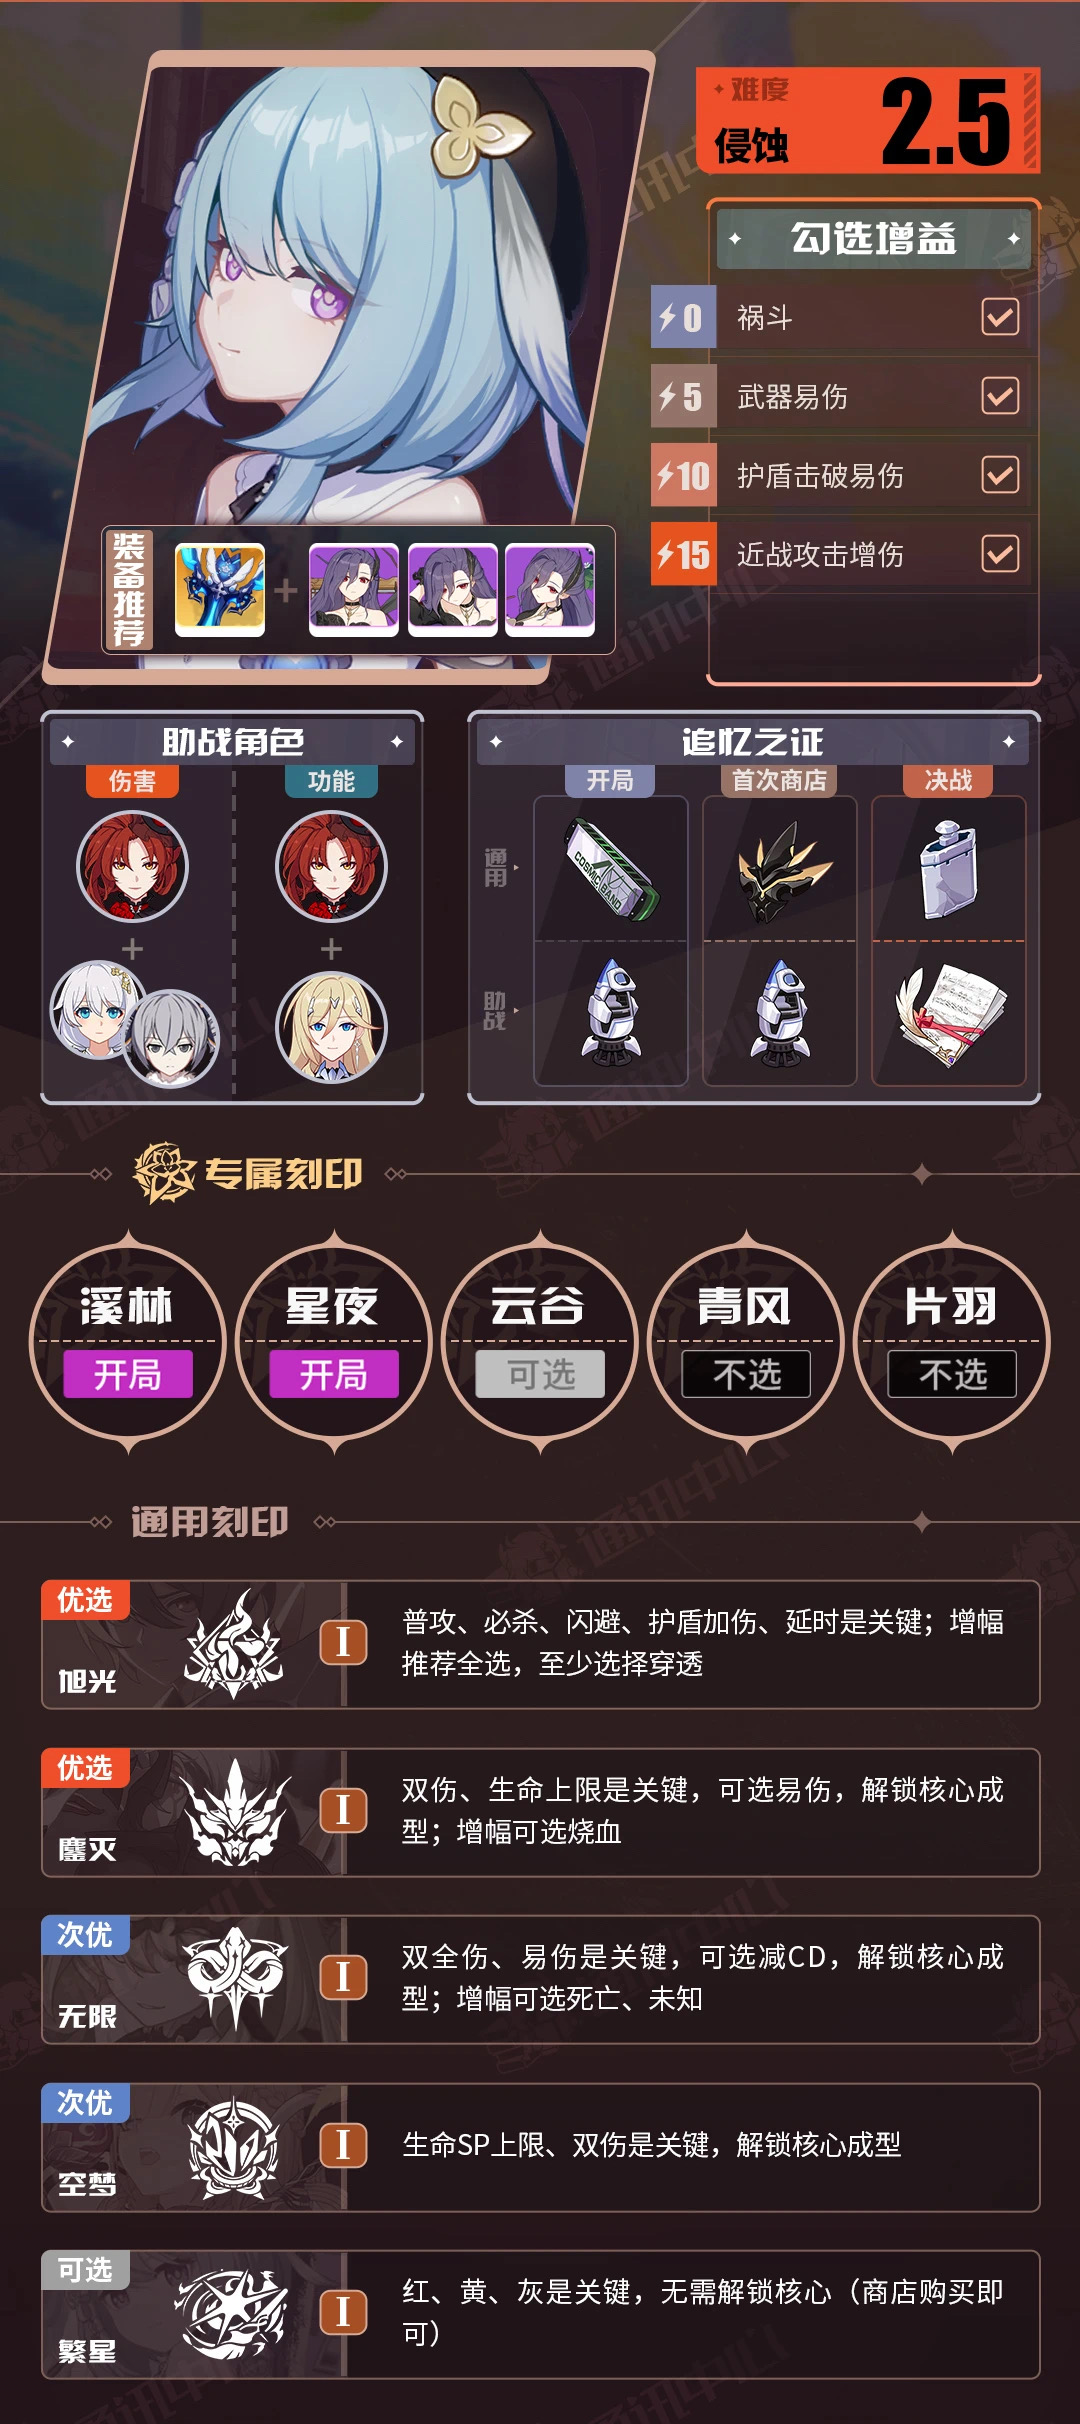 难度
侵蚀
2.5
勾选增益
0
祸斗
5
武器易伤
10
护盾击破易伤
15
近战攻击增伤
装备推荐
助战角色
伤害
功能
追忆之证
开局
首次商店
决战
通用
COSMIC BAND
助战
专属刻印
溪林
开局
星夜
开局
云谷
可选
青风
不选
片羽
不选
通用刻印
优选
旭光
I
普攻、必杀、闪避、护盾加伤、延时是关键；增幅
推荐全选，至少选择穿透
优选
鏖灭
I
双伤、生命上限是关键，可选易伤，解锁核心成
型；增幅可选烧血
次优
无限
I
双全伤、易伤是关键，可选减CD，解锁核心成
型；增幅可选死亡、未知
次优
空梦
I
生命SP上限、双伤是关键，解锁核心成型
可选
繁星
I
红、黄、灰是关键，无需解锁核心（商店购买即
可）
通讯中心